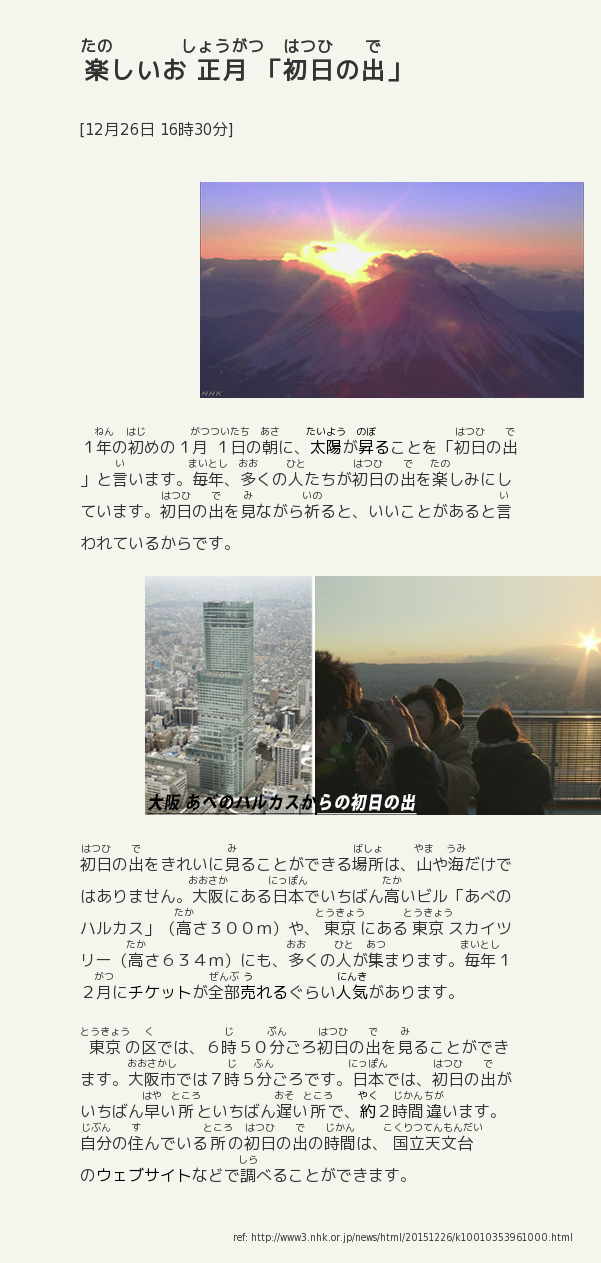 たの しょうがつ はつひ で
楽しいお 正月 「初日の出」
[12月26日 16時30分]
NHK
ねん はじ がつついたち あさ たいよう のぼ はつひ で
１年の初めの１月 １日の朝に、太陽が昇ることを「初日の出
い まいとし おお ひと はつひ で たの
」と言います。毎年、多くの人たちが初日の出を楽しみにし
はつひ で み いの い
ています。初日の出を見ながら祈ると、いいことがあると言
われているからです。
大阪 あべのハルカスからの初日の出
はつひ で み ばしょ やま うみ
初日の出をきれいに見ることができる場所は、山や海だけで
おおさか にっぽん たか
はありません。大阪にある日本でいちばん高いビル「あべの
たか とうきょう とうきょう
ハルカス」（高さ３００ｍ）や、 東京 にある 東京 スカイツ
たか おお ひと あつ まいとし
リー（高さ６３４ｍ）にも、多くの人が集まります。毎年１
がつ ぜんぶ う にんき
２月にチケットが全部売れるぐらい人気があります。
とうきょう く じ ぷん はつひ で み
東京 の区では、６時５０分ごろ初日の出を見ることができ
おおさかし じ ふん にっぽん はつひ で
ます。大阪市では７時５分ごろです。日本では、初日の出が
はや ところ おそ ところ やく じかんちが
いちばん早い所といちばん遅い所で、約２時間違います。
じぶん す ところ はつひ で じかん こくりつてんもんだい
自分の住んでいる所の初日の出の時間は、 国立天文台
しら
のウェブサイトなどで調べることができます。
ref: http://www3.nhk.or.jp/news/html/20151226/k10010353961000.html